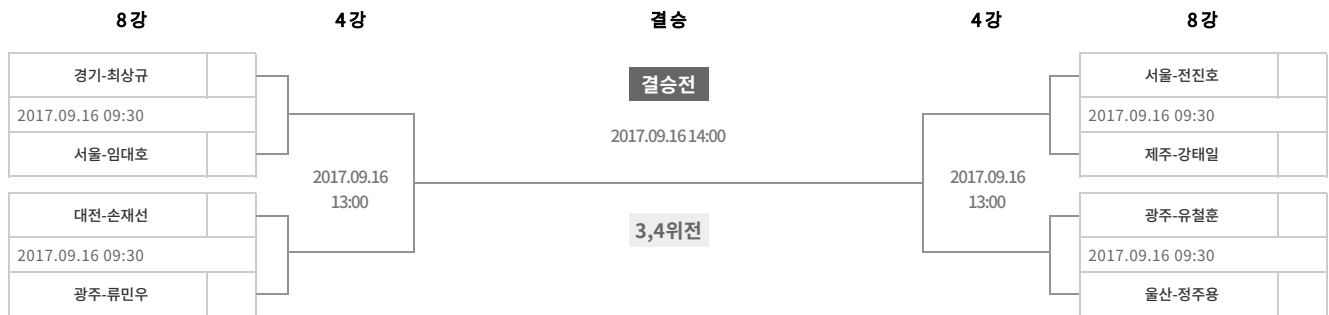 8강
4강
결승
4강
8강
경기-최상규
2017.09.16 09:30
서울-임대호
대전-손재선
2017.09.16 09:30
광주-류민우
2017.09.16
13:00
결승전
2017.09.16 14:00
3,4위전
2017.09.16
13:00
서울-전진호
2017.09.16 09:30
제주-강태일
광주-유철훈
2017.09.16 09:30
울산-정주용